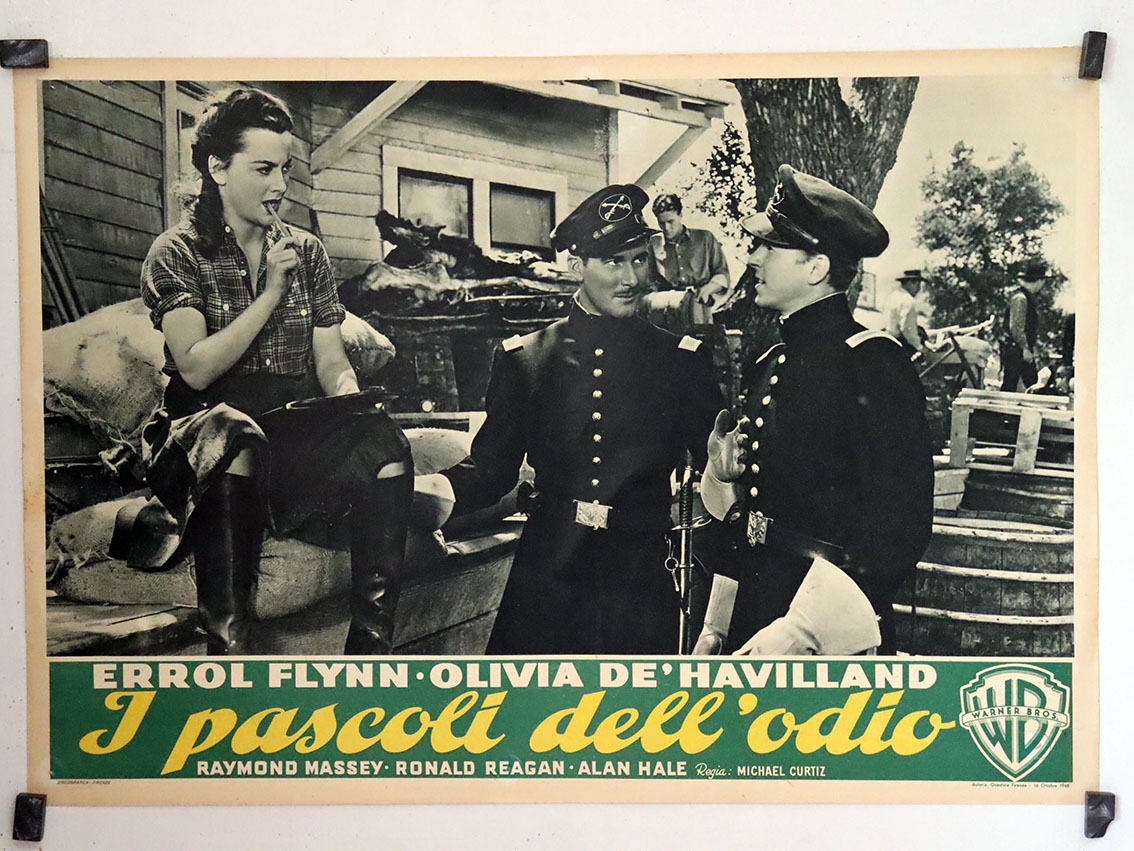 ERROL FLYNN · OLIVIA DE' HAVILLAND
I pascoli dell'odio
RAYMOND MASSEY · RONALD REAGAN · ALAN HALE Regia: MICHAEL CURTIZ
WB
WARNER BROS